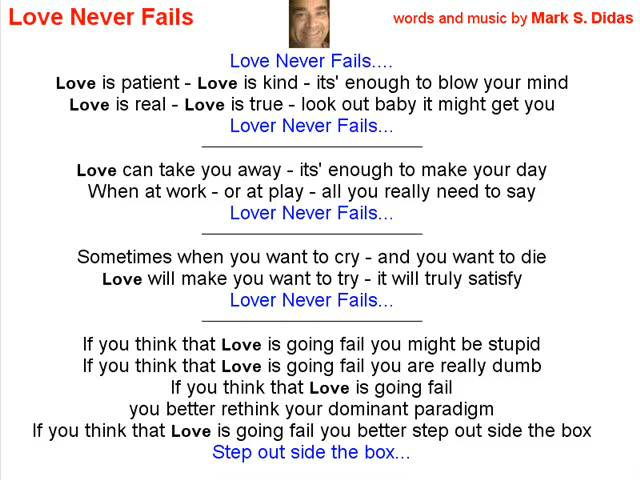 Love Never Fails
words and music by Mark S. Didas
Love Never Fails....
Love is patient - Love is kind - its' enough to blow your mind
Love is real - Love is true - look out baby it might get you
Lover Never Fails...
Love can take you away - its' enough to make your day
When at work - or at play - all you really need to say
Lover Never Fails...
Sometimes when you want to cry - and you want to die
Love will make you want to try - it will truly satisfy
Lover Never Fails...
If you think that Love is going fail you might be stupid
If you think that Love is going fail you are really dumb
If you think that Love is going fail
you better rethink your dominant paradigm
If you think that Love is going fail you better step out side the box
Step out side the box...